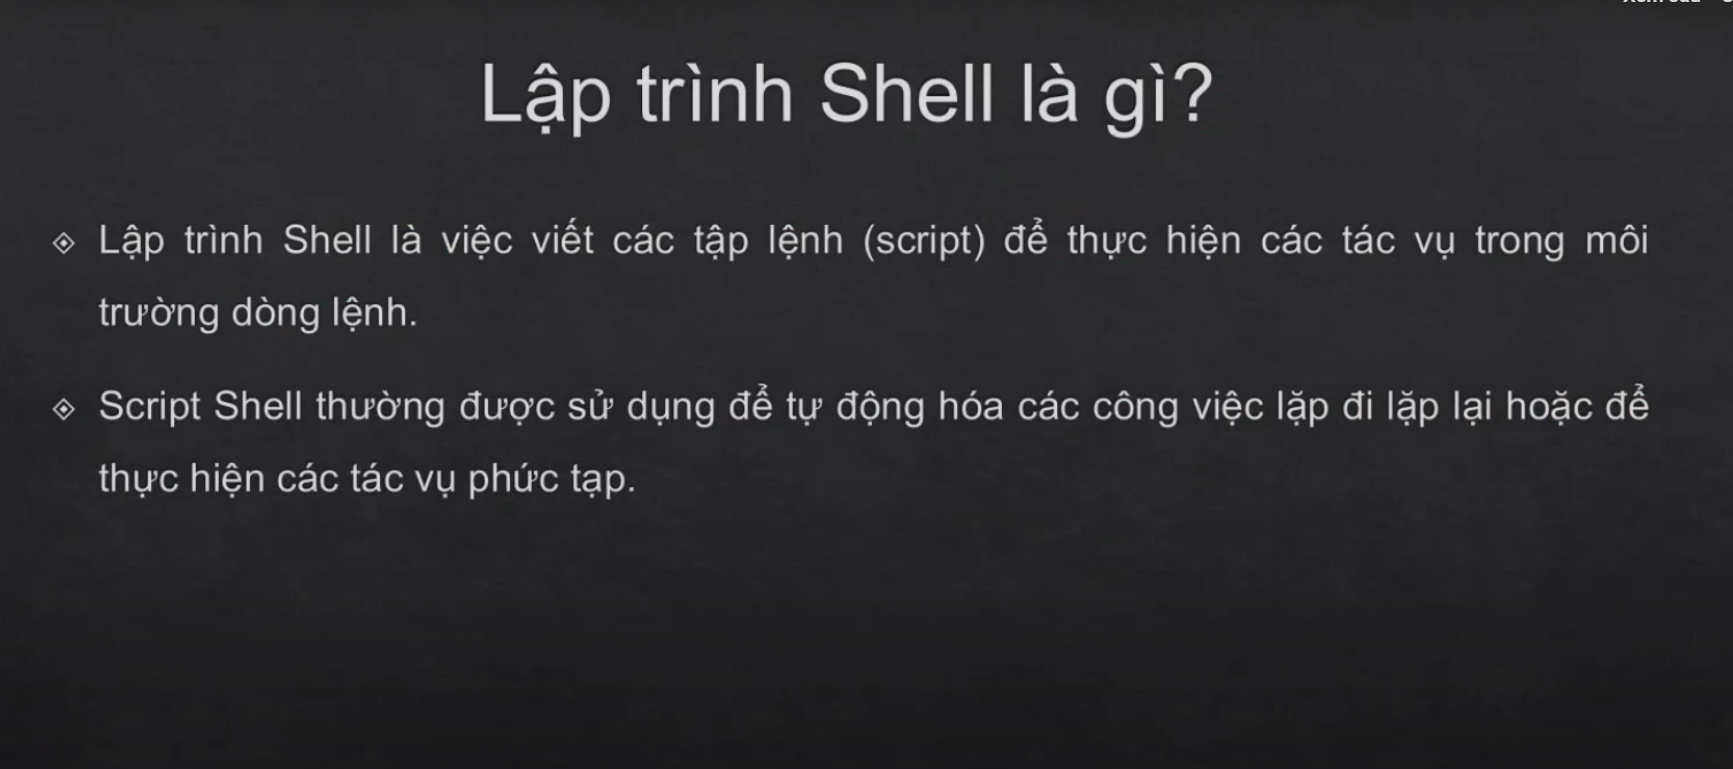 Lập trình Shell là gì?
Lập trình Shell là việc viết các tập lệnh (script) để thực hiện các tác vụ trong môi
trường dòng lệnh.
Script Shell thường được sử dụng để tự động hóa các công việc lặp đi lặp lại hoặc để
thực hiện các tác vụ phức tạp.